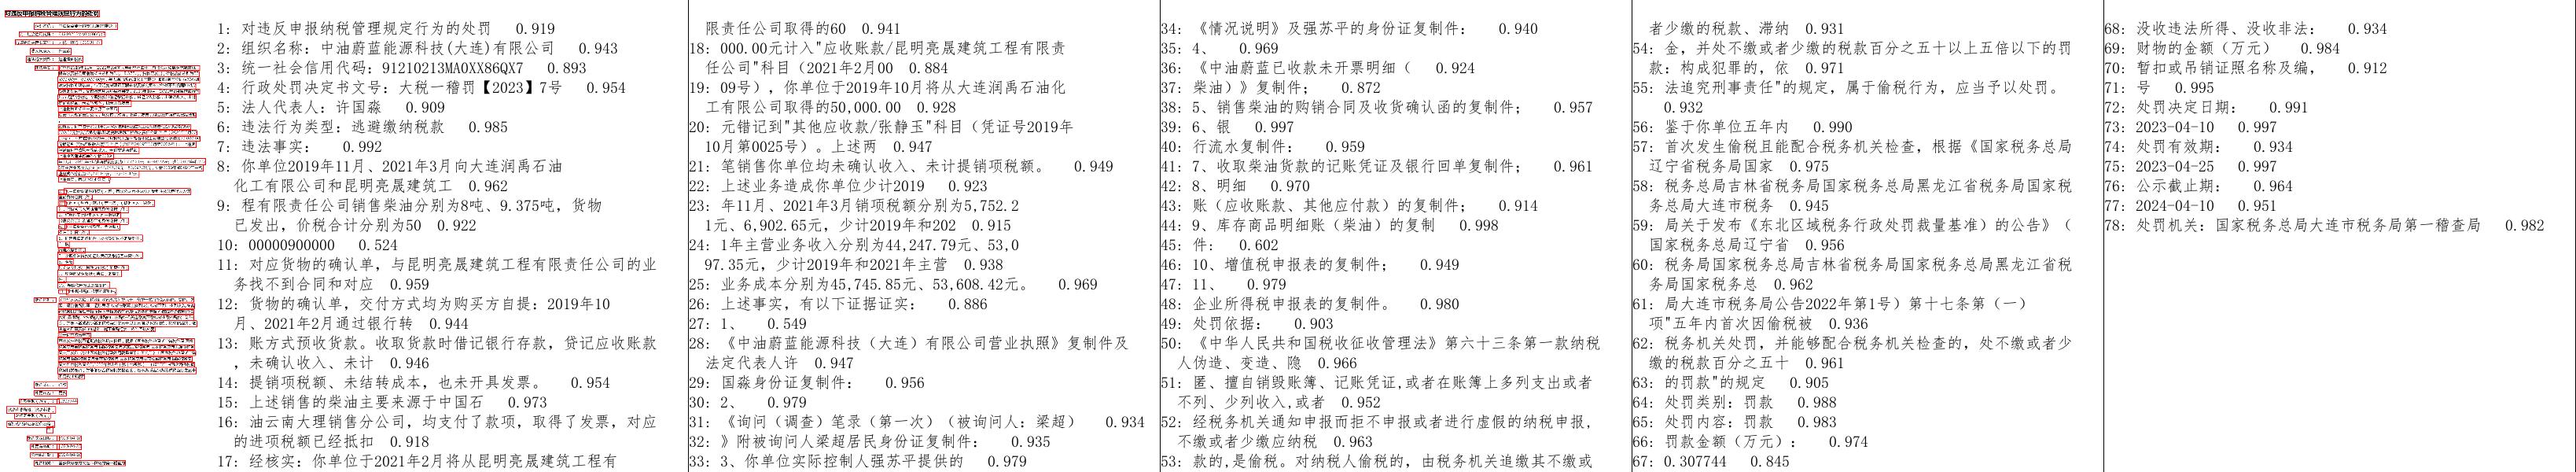 1: 对违反申报纳税管理规定行为的处罚 0.919
2: 组织名称: 中油蔚蓝能源科技(大连)有限公司 0.943
3: 统一社会信用代码: 91210213MA0XX86QX7 0.893
4: 行政处罚决定书文号: 大税一稽罚【2023】7号 0.954
5: 法人代表人: 许国淼 0.909
6: 违法行为类型: 逃避缴纳税款 0.985
7: 违法事实: 0.992
8: 你单位2019年11月、2021年3月向大连润禹石油
化工有限公司和昆明亮晟建筑工 0.962
9: 程有限责任公司销售柴油分别为8吨、9.375吨, 货物
已发出, 价税合计分别为50 0.922
10: 00000900000 0.524
11: 对应货物的确认单, 与昆明亮晟建筑工程有限责任公司的业
务找不到合同和对应 0.959
12: 货物的确认单, 交付方式均为购买方自提: 2019年10
月、2021年2月通过银行转 0.944
13: 账方式预收货款。收取货款时借记银行存款, 贷记应收账款
, 未确认收入、未计 0.946
14: 提销项税额、未结转成本, 也未开具发票。 0.954
15: 上述销售的柴油主要来源于中国石 0.973
16: 油云南大理销售分公司, 均支付了款项, 取得了发票, 对应
的进项税额已经抵扣 0.918
17: 经核实: 你单位于2021年2月将从昆明亮晟建筑工程有
限责任公司取得的60 0.941
18: 000.00元计入"应收账款/昆明亮晟建筑工程有限责
任公司"科目（2021年2月00 0.884
19: 09号), 你单位于2019年10月将从大连润禹石油化
工有限公司取得的50,000.00 0.928
20: 元错记到"其他应收款/张静玉"科目（凭证号2019年
10月第0025号）。上述两 0.947
21: 笔销售你单位均未确认收入、未计提销项税额。 0.949
22: 上述业务造成你单位少计2019 0.923
23: 年11月、2021年3月销项税额分别为5,752.2
1元、6,902.65元, 少计2019年和202 0.915
24: 1年主营业务收入分别为44,247.79元、53,0
97.35元, 少计2019年和2021年主营 0.938
25: 业务成本分别为45,745.85元、53,608.42元。 0.969
26: 上述事实, 有以下证据证实: 0.886
27: 1、 0.549
28: 《中油蔚蓝能源科技（大连）有限公司营业执照》复制件及
法定代表人许 0.947
29: 国淼身份证复制件: 0.956
30: 2、 0.979
31: 《询问（调查）笔录（第一次）（被询问人: 梁超） 0.934
32: 》附被询问人梁超居民身份证复制件: 0.935
33: 3、你单位实际控制人强苏平提供的 0.979
34: 《情况说明》及强苏平的身份证复制件: 0.940
35: 4、 0.969
36: 《中油蔚蓝已收款未开票明细（ 0.924
37: 柴油)》复制件; 0.872
38: 5、销售柴油的购销合同及收货确认函的复制件; 0.957
39: 6、银 0.997
40: 行流水复制件: 0.959
41: 7、收取柴油货款的记账凭证及银行回单复制件; 0.961
42: 8、明细 0.970
43: 账（应收账款、其他应付款）的复制件; 0.914
44: 9、库存商品明细账（柴油）的复制 0.998
45: 件: 0.602
46: 10、增值税申报表的复制件; 0.949
47: 11、 0.979
48: 企业所得税申报表的复制件。 0.980
49: 处罚依据: 0.903
50: 《中华人民共和国税收征收管理法》第六十三条第一款纳税
人伪造、变造、隐 0.966
51: 匿、擅自销毁账簿、记账凭证,或者在账簿上多列支出或者
不列、少列收入,或者 0.952
52: 经税务机关通知申报而拒不申报或者进行虚假的纳税申报,
不缴或者少缴应纳税 0.963
53: 款的,是偷税。对纳税人偷税的, 由税务机关追缴其不缴或
者少缴的税款、滞纳 0.931
54: 金, 并处不缴或者少缴的税款百分之五十以上五倍以下的罚
款: 构成犯罪的, 依 0.971
55: 法追究刑事责任"的规定, 属于偷税行为, 应当予以处罚。
0.932
56: 鉴于你单位五年内 0.990
57: 首次发生偷税且能配合税务机关检查, 根据《国家税务总局
辽宁省税务局国家 0.975
58: 税务总局吉林省税务局国家税务总局黑龙江省税务局国家税
务总局大连市税务 0.945
59: 局关于发布《东北区域税务行政处罚裁量基准）的公告》（
国家税务总局辽宁省 0.956
60: 税务局国家税务总局吉林省税务局国家税务总局黑龙江省税
务局国家税务总 0.962
61: 局大连市税务局公告2022年第1号）第十七条第（一）
项"五年内首次因偷税被 0.936
62: 税务机关处罚, 并能够配合税务机关检查的, 处不缴或者少
缴的税款百分之五十 0.961
63: 的罚款"的规定 0.905
64: 处罚类别: 罚款 0.988
65: 处罚内容: 罚款 0.983
66: 罚款金额（万元）: 0.974
67: 0.307744 0.845
68: 没收违法所得、没收非法: 0.934
69: 财物的金额（万元） 0.984
70: 暂扣或吊销证照名称及编, 0.912
71: 号 0.995
72: 处罚决定日期: 0.991
73: 2023-04-10 0.997
74: 处罚有效期: 0.934
75: 2023-04-25 0.997
76: 公示截止期: 0.964
77: 2024-04-10 0.951
78: 处罚机关: 国家税务总局大连市税务局第一稽查局 0.982